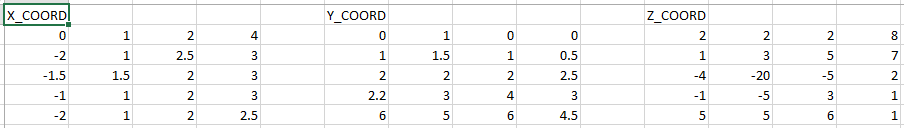 X_COORD Y_COORD Z_COORD
0 1 2 4 0 1 0 0 2 2 2 8
-2 1 2.5 3 1 1.5 1 0.5 1 3 5 7
-1.5 1.5 2 3 2 2 2 2.5 -4 -20 -5 2
-1 1 2 3 2.2 3 4 3 -1 -5 3 1
-2 1 2 2.5 6 5 6 4.5 5 5 6 1